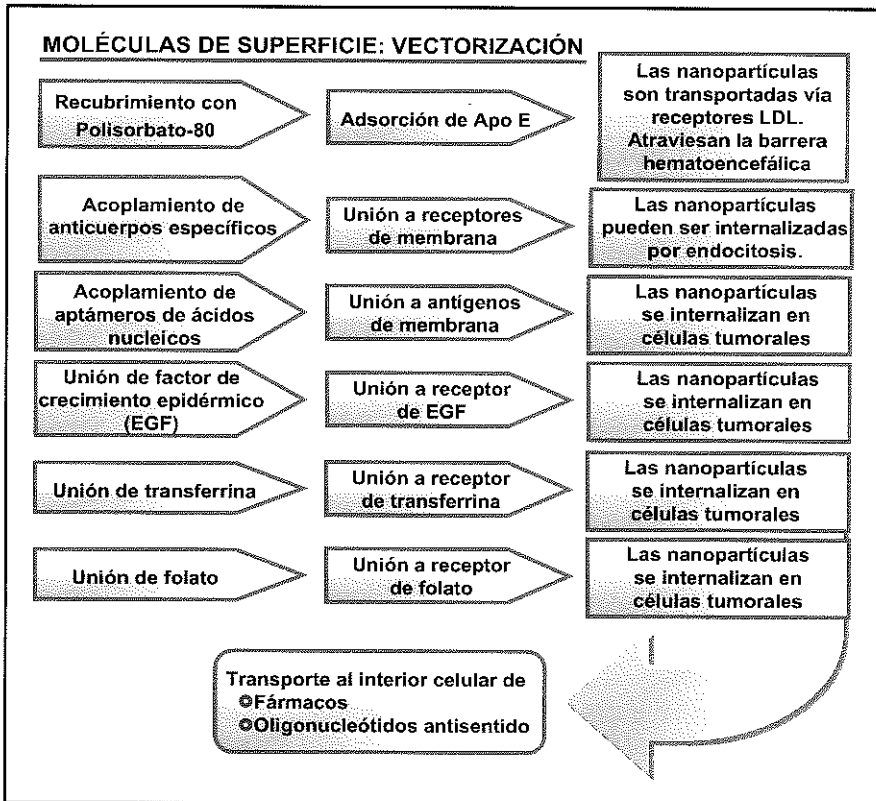 MOLÉCULAS DE SUPERFICIE: VECTORIZACIÓN
Recubrimiento con
Polisorbato-80
Adsorción de Apo E
Las nanopartículas
son transportadas vía
receptores LDL.
Atraviesan la barrera
hematoencefálica
Acoplamiento de
anticuerpos específicos
Unión a receptores
de membrana
Las nanopartículas
pueden ser internalizadas
por endocitosis.
Acoplamiento de
aptámeros de ácidos
nucleicos
Unión a antígenos
de membrana
Las nanopartículas
se internalizan en
células tumorales
Unión de factor de
crecimiento epidérmico
(EGF)
Unión a receptor
de EGF
Las nanopartículas
se internalizan en
células tumorales
Unión de transferrina
Unión a receptor
de transferrina
Las nanopartículas
se internalizan en
células tumorales
Unión de folato
Unión a receptor
de folato
Las nanopartículas
se internalizan en
células tumorales
Transporte al interior celular de
Fármacos
Oligonucleótidos antisentido